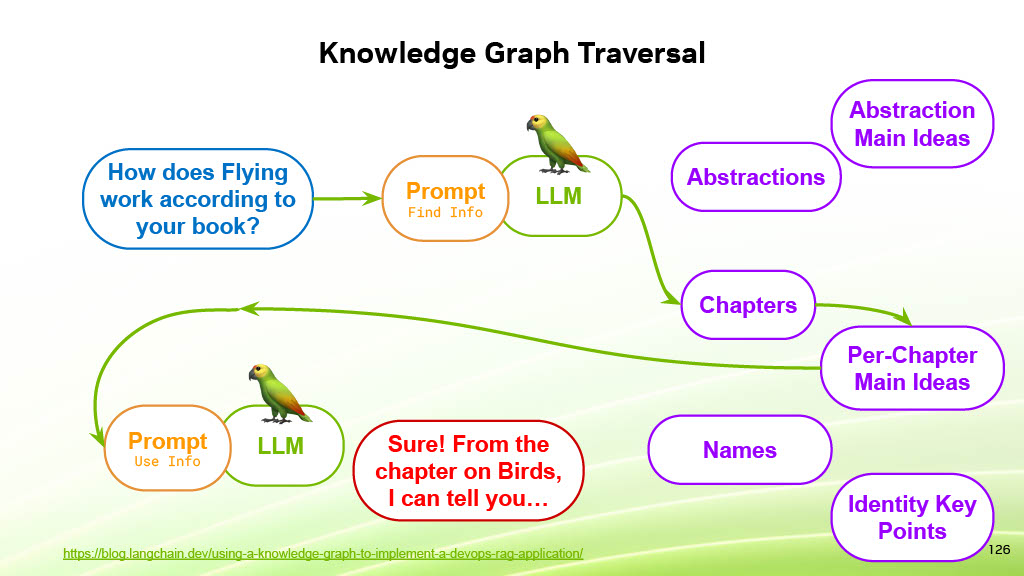 Knowledge Graph Traversal
Abstraction
Main Ideas
Abstractions
How does Flying
work according to
your book?
Prompt
Find Info
LLM
Chapters
Per-Chapter
Main Ideas
Prompt
Use Info
LLM
Sure! From the
chapter on Birds,
I can tell you…
Names
Identity Key
Points
https://blog.langchain.dev/using-a-knowledge-graph-to-implement-a-devops-rag-application/
126